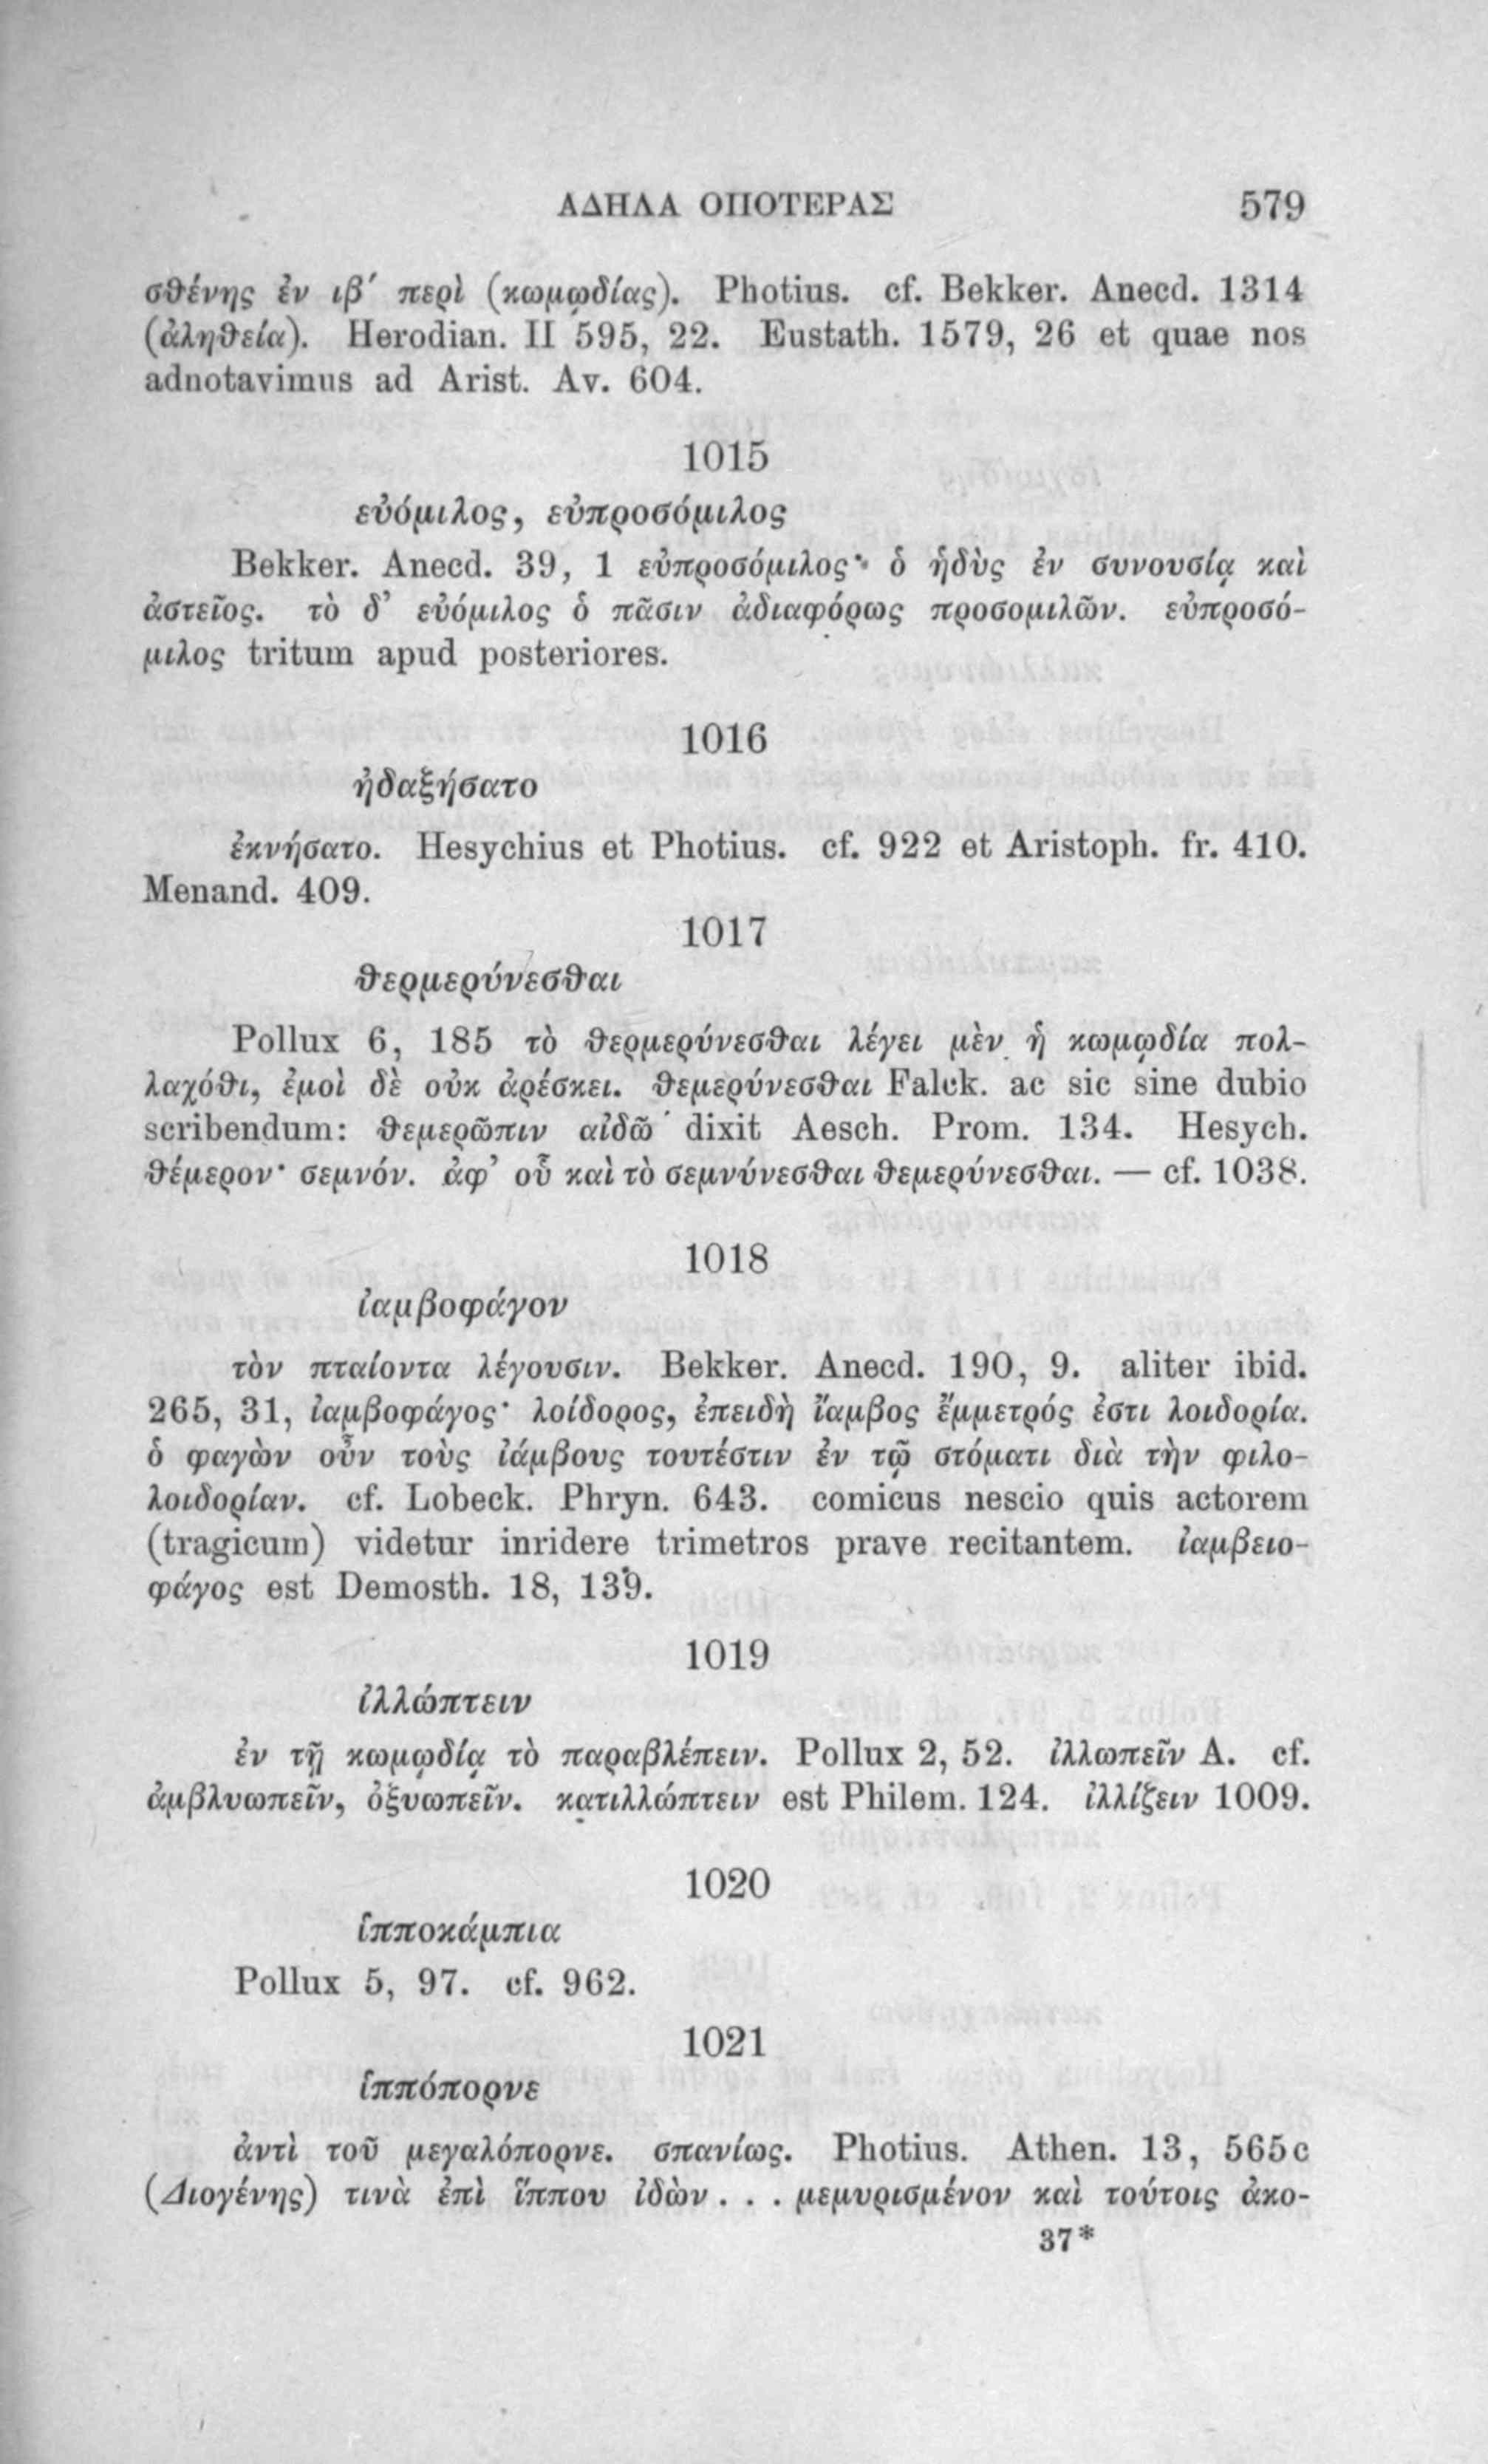 ΑΔΗΛΑ ΟΠΟΤΕΡΑΣ 579
σθένης ἐν ιβ΄ περὶ (κωμῳδίας). Photius. cf. Bekker. Anecd. 1314
(ἀληθεία). Herodian. II 595, 22. Eustath. 1579, 26 et quae nos
adnotavimus ad Arist. Av. 604.
1015
εὐόμιλος, εὐπροσόμιλος
Bekker. Anecd. 39, 1 εὐπροσόμιλος· ὁ ἡδὺς ἐν συνουσίᾳ καὶ
ἀστεῖος. τὸ δ’ εὐόμιλος ὁ πᾶσιν ἀδιαφόρως προσομιλῶν. εὐπροσό-
μιλος tritum apud posteriores.
1016
ἠδαξήσατο
ἐκνήσατο. Hesychius et Photius. cf. 922 et Aristoph. fr. 410.
Menand. 409.
1017
θερμερύνεσθαι
Pollux 6, 185 τὸ θερμερύνεσθαι λέγει μὲν ἡ κωμῳδία πολ-
λαχόθι, ἐμοὶ δὲ οὐκ ἀρέσκει. θεμερύνεσθαι Falck. ac sic sine dubio
scribendum: θεμερῶπιν αἰδῶ dixit Aesch. Prom. 134. Hesych.
θέμερον· σεμνόν. ἀφ’ οὗ καὶ τὸ σεμνύνεσθαι θεμερύνεσθαι. — cf. 1038.
1018
ἰαμβοφάγον
τὸν πταίοντα λέγουσιν. Bekker. Anecd. 190, 9. aliter ibid.
265, 31, ἰαμβοφάγος· λοίδορος, ἐπειδὴ ἴαμβος ἔμμετρός ἐστι λοιδορία.
ὁ φαγὼν οὖν τοὺς ἰάμβους τουτέστιν ἐν τῷ στόματι διὰ τὴν φιλο-
λοιδορίαν. cf. Lobeck. Phryn. 643. comicus nescio quis actorem
(tragicum) videtur inridere trimetros prave recitantem. ἰαμβειο-
φάγος est Demosth. 18, 139.
1019
ἰλλώπτειν
ἐν τῇ κωμῳδίᾳ τὸ παραβλέπειν. Pollux 2, 52. ἰλλωπεῖν A. cf.
ἀμβλυωπεῖν, ὀξυωπεῖν. κατιλλώπτειν est Philem. 124. ἰλλίζειν 1009.
1020
ἱπποκάμπια
Pollux 5, 97. cf. 962.
1021
ἱππόπορνε
ἀντὶ τοῦ μεγαλόπορνε. σπανίως. Photius. Athen. 13, 565c
(Διογένης) τινὰ ἐπὶ ἵππου ἰδὼν . . . μεμυρισμένον καὶ τούτοις ἀκο-
37*